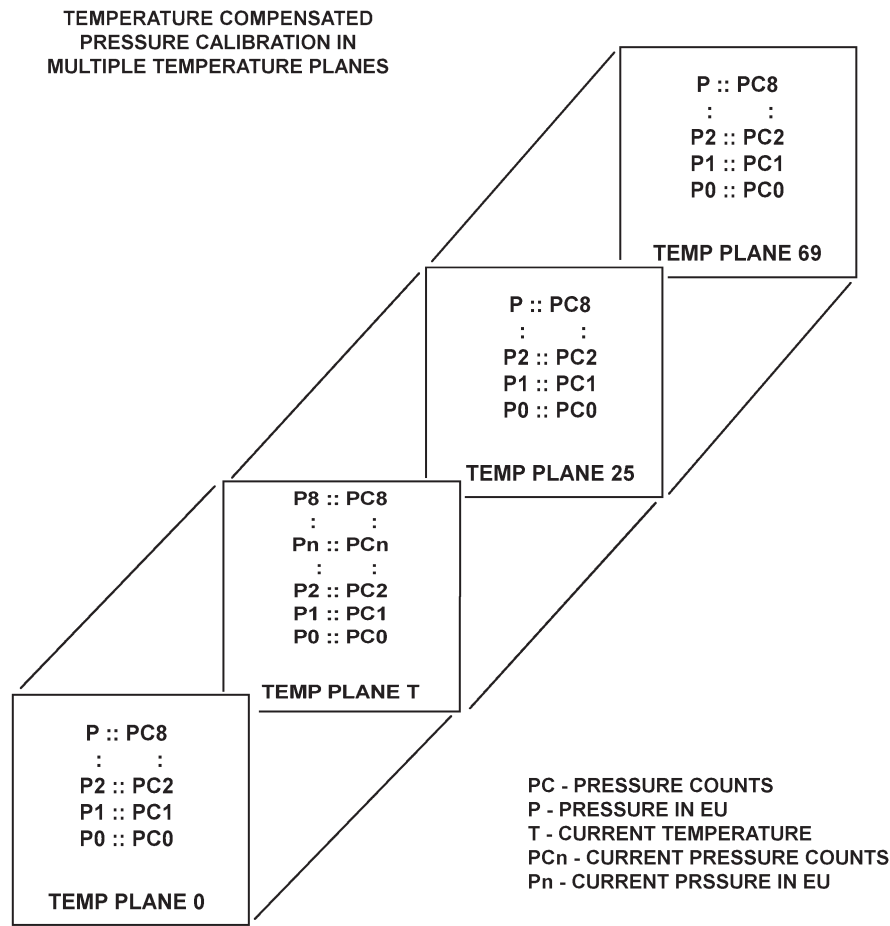 TEMPERATURE COMPENSATED
PRESSURE CALIBRATION IN
MULTIPLE TEMPERATURE PLANES
P :: PC8
: :
P2 :: PC2
P1 :: PC1
P0 :: PC0
TEMP PLANE 69
P :: PC8
: :
P2 :: PC2
P1 :: PC1
P0 :: PC0
TEMP PLANE 25
P8 :: PC8
: :
Pn :: PCn
: :
P2 :: PC2
P1 :: PC1
P0 :: PC0
TEMP PLANE T
P :: PC8
: :
P2 :: PC2
P1 :: PC1
P0 :: PC0
TEMP PLANE 0
PC - PRESSURE COUNTS
P - PRESSURE IN EU
T - CURRENT TEMPERATURE
PCn - CURRENT PRESSURE COUNTS
Pn - CURRENT PRSSURE IN EU